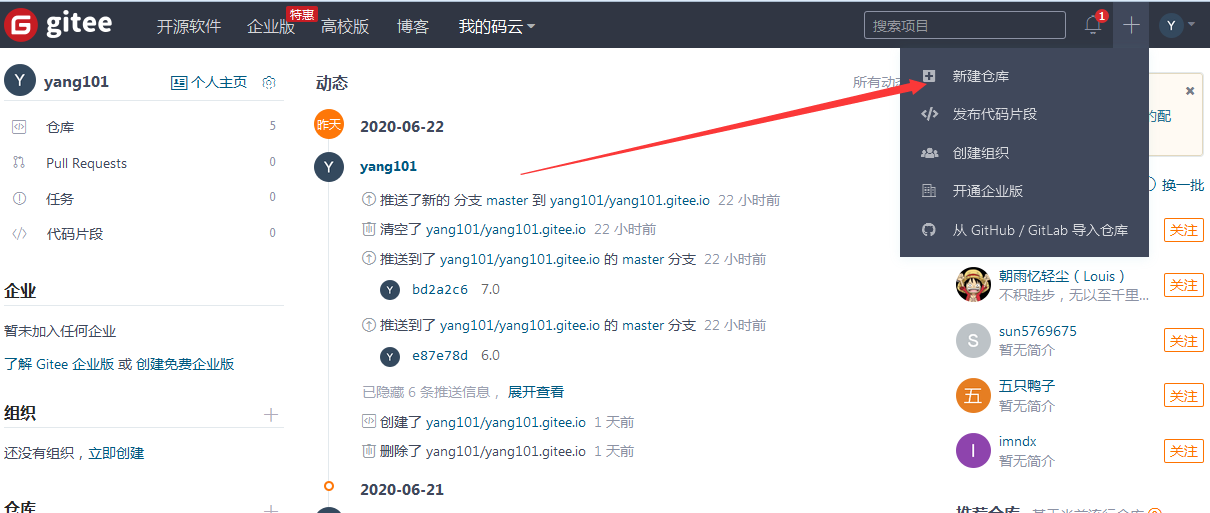 gitee 开源软件 企业版 特惠 高校版 博客 我的码云 搜索项目 1 Y
Y yang101 个人主页
仓库 5
Pull Requests 0
任务 0
代码片段 0
企业
暂未加入任何企业
了解 Gitee 企业版 或 创建免费企业版
组织
还没有组织，立即创建
仓库
动态
所有动态
昨天 2020-06-22
Y yang101
推送了新的 分支 master 到 yang101/yang101.gitee.io 22 小时前
清空了 yang101/yang101.gitee.io 22 小时前
推送到了 yang101/yang101.gitee.io 的 master 分支 22 小时前
Y bd2a2c6 7.0
推送到了 yang101/yang101.gitee.io 的 master 分支 22 小时前
Y e87e78d 6.0
已隐藏 6 条推送信息， 展开查看
创建了 yang101/yang101.gitee.io 1 天前
删除了 yang101/yang101.gitee.io 1 天前
2020-06-21
新建仓库
发布代码片段
创建组织
开通企业版
从 GitHub / GitLab 导入仓库
的配
换一批
关注
朝雨忆轻尘（Louis） 关注
不积跬步，无以至千里...
S sun5769675 关注
暂无简介
五 五只鸭子 关注
暂无简介
I imndx 关注
暂无简介
推荐仓库